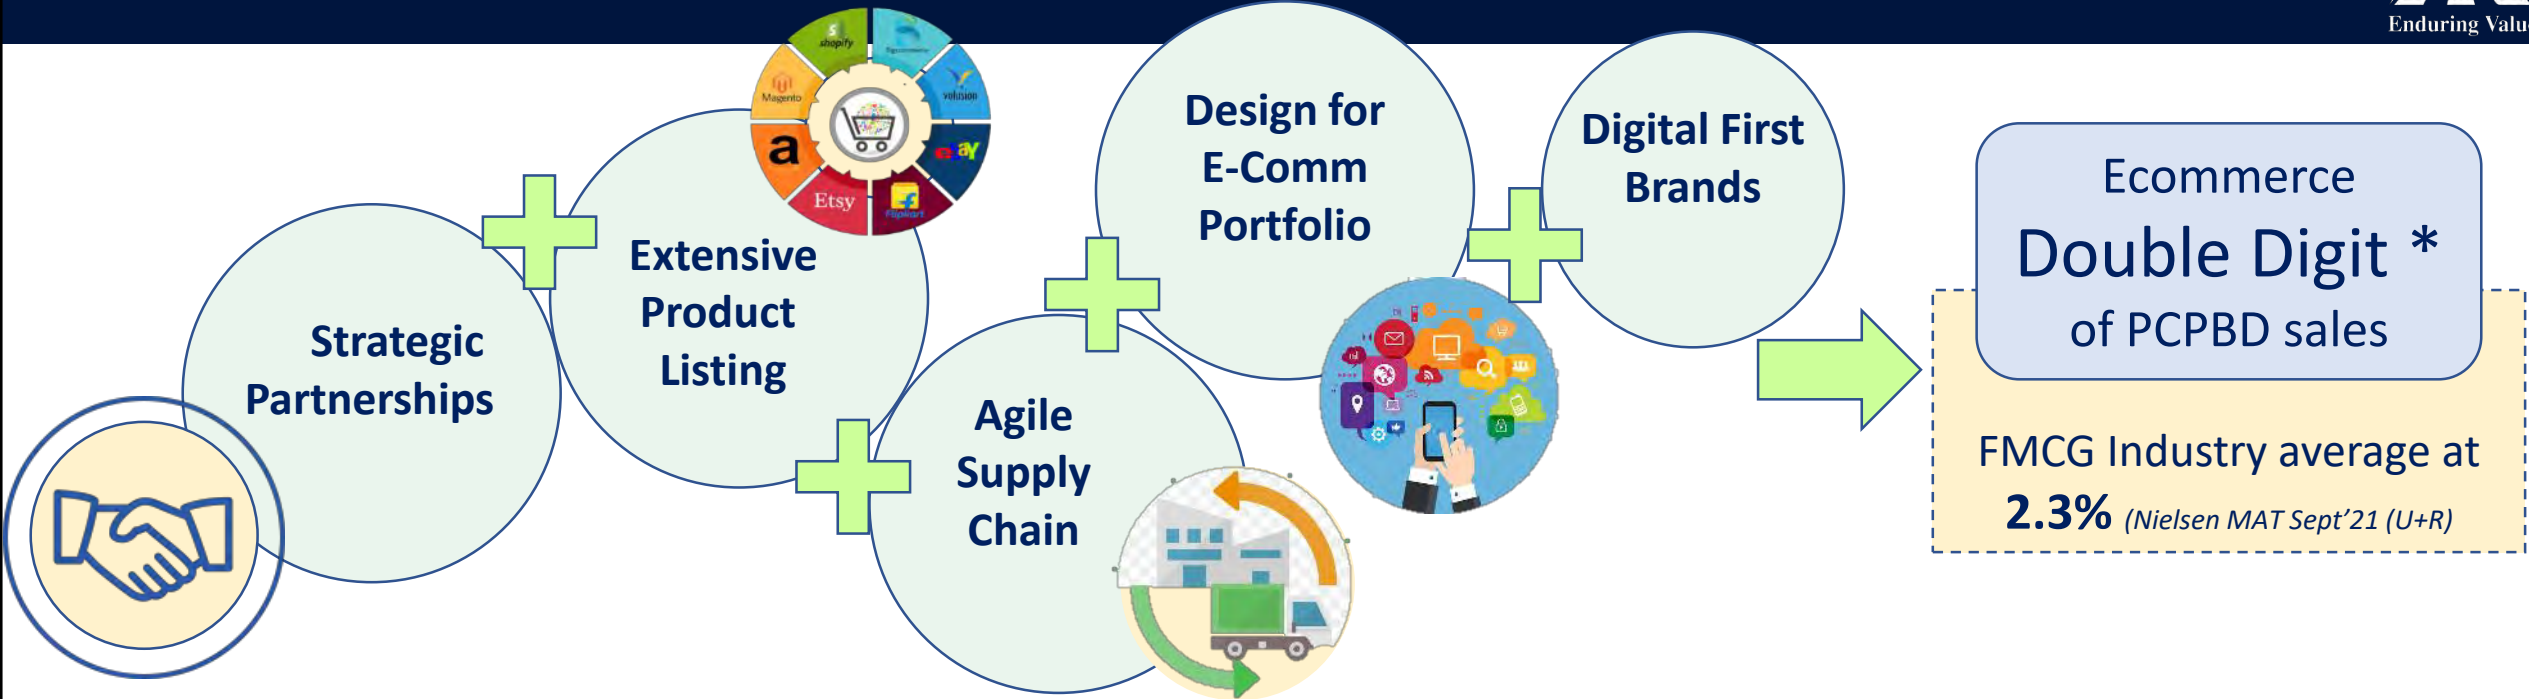 Enduring Valu
shopify
Magento
volusion
a
ebay
Etsy
Flipkart
Strategic
Partnerships
Extensive
Product
Listing
Agile
Supply
Chain
Design for
E-Comm
Portfolio
Digital First
Brands
Ecommerce
Double Digit *
of PCPBD sales
FMCG Industry average at
2.3% (Nielsen MAT Sept’21 (U+R)